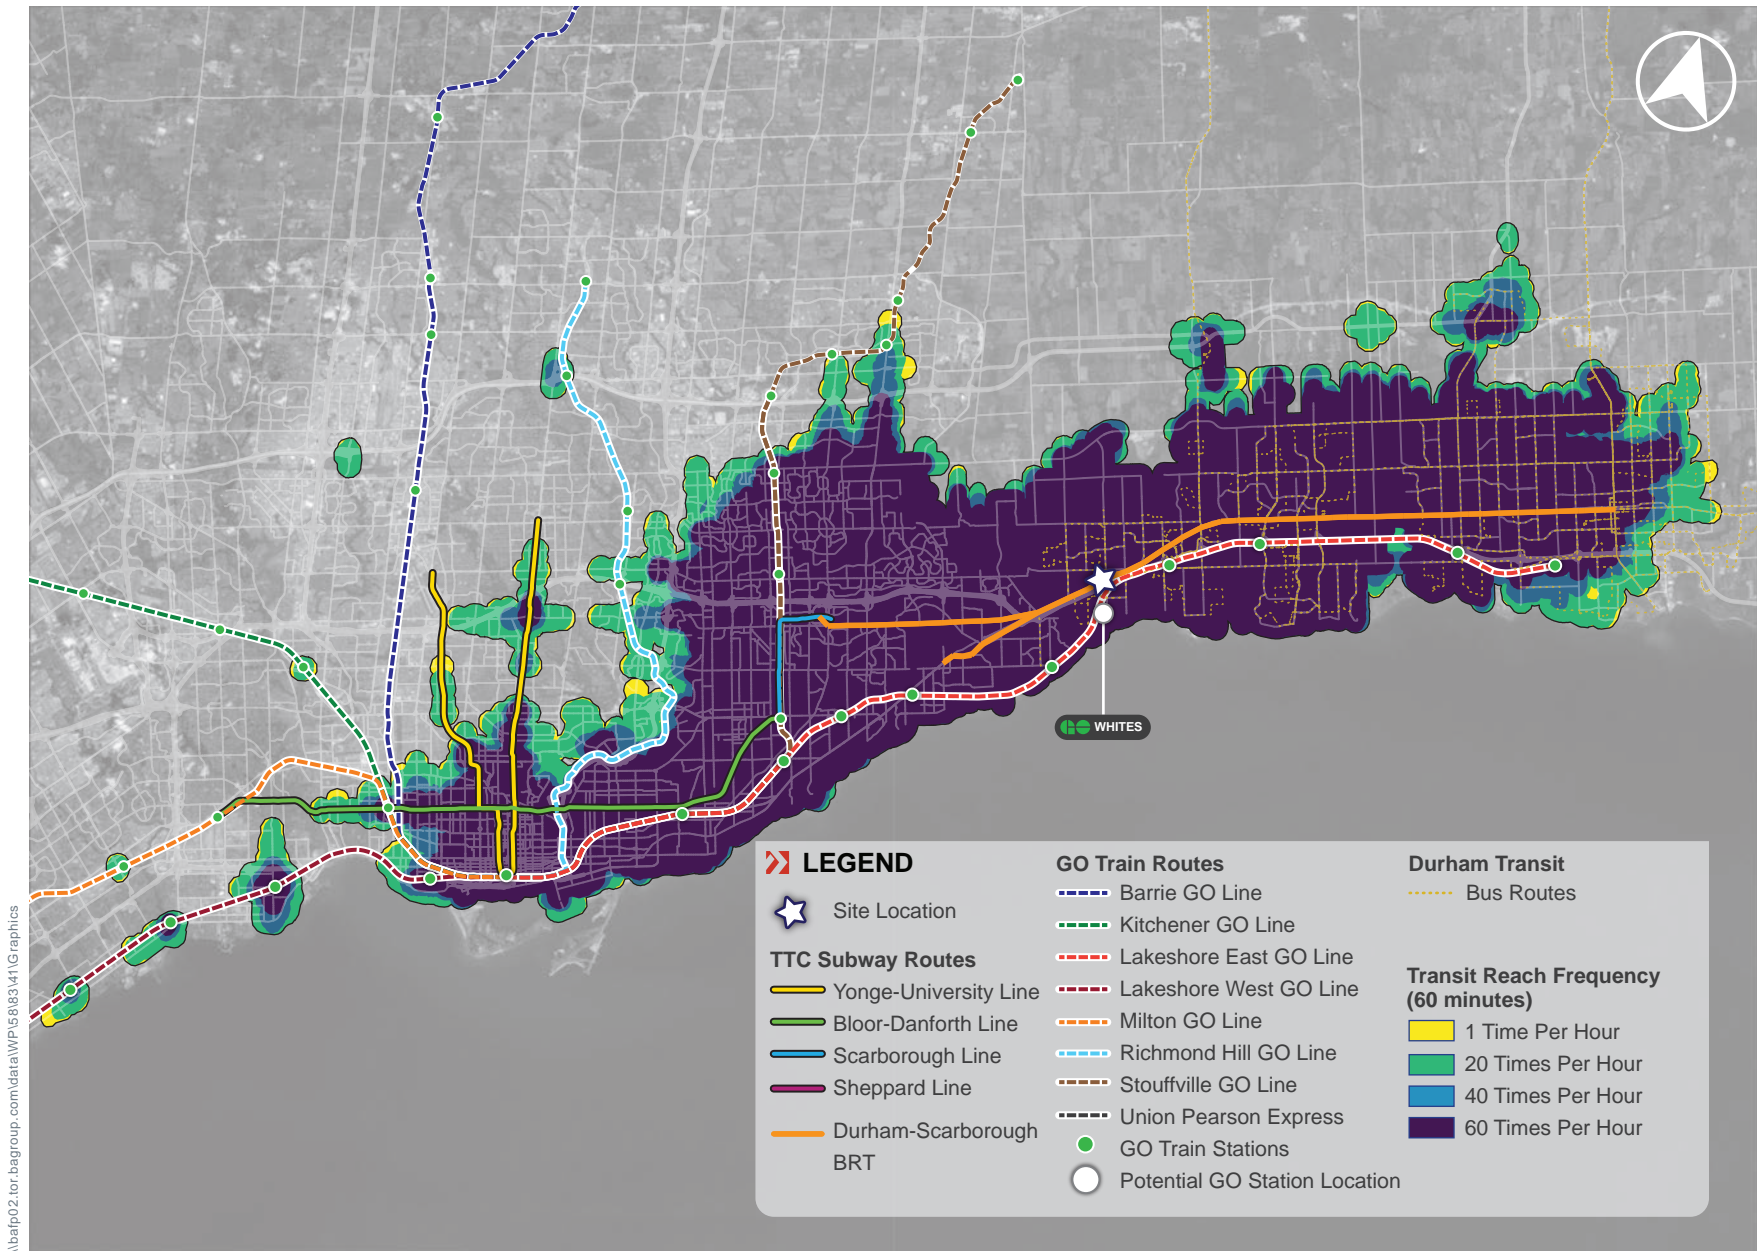 WHITES
LEGEND
Site Location
TTC Subway Routes
Yonge-University Line
Bloor-Danforth Line
Scarborough Line
Sheppard Line
Durham-Scarborough
BRT
GO Train Routes
Barrie GO Line
Kitchener GO Line
Lakeshore East GO Line
Lakeshore West GO Line
Milton GO Line
Richmond Hill GO Line
Stouffville GO Line
Union Pearson Express
GO Train Stations
Potential GO Station Location
Durham Transit
Bus Routes
Transit Reach Frequency
(60 minutes)
1 Time Per Hour
20 Times Per Hour
40 Times Per Hour
60 Times Per Hour
\\bafp02.tor.bagroup.com\data\WP\58\83\41\Graphics